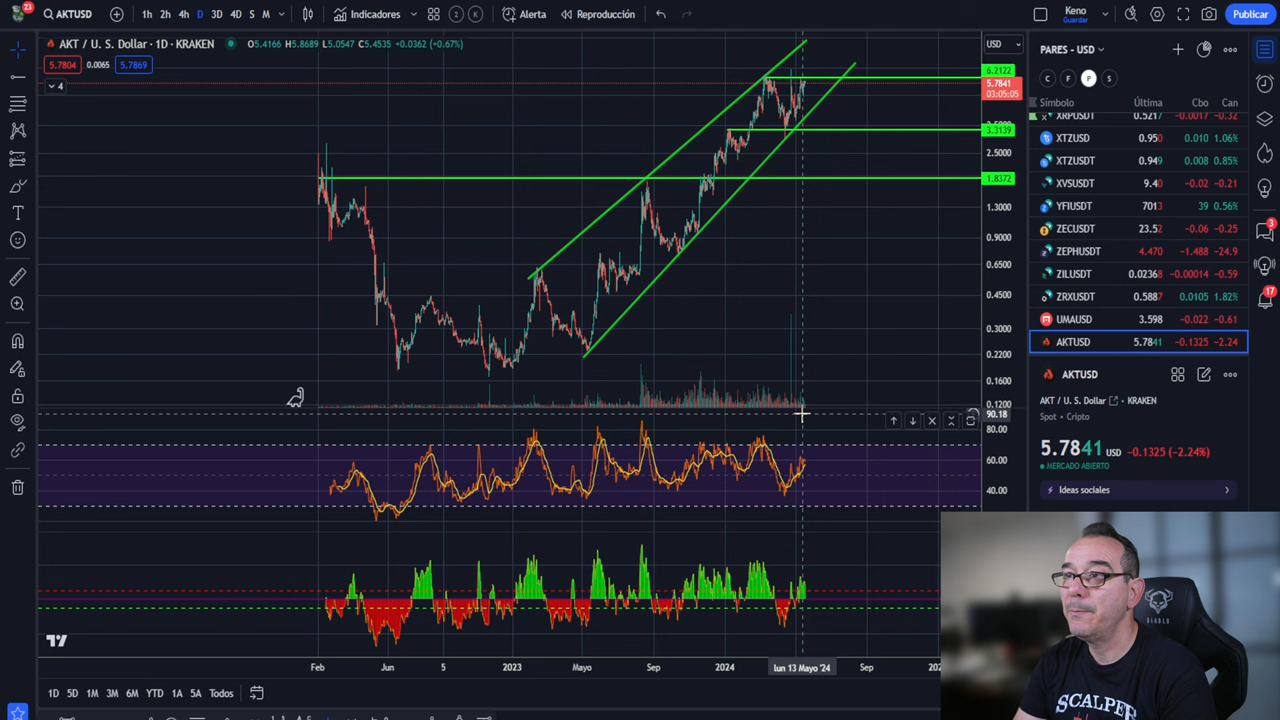 23
AKTUSD
1h 2h 4h D 3D 4D S M
Indicadores
2
K
Alerta
Reproducción
Keno
Guardar
Publicar
AKT / U. S. Dollar · 1D · KRAKEN
O5.4166 H5.8689 L5.0547 C5.4535 +0.0362 (+0.67%)
5.7804 0.0065 5.7869
4
USD
6.2122
5.7841
03:05:05
3.3139
2.5000
1.8372
1.3000
0.9000
0.6500
0.4500
0.3000
0.2200
0.1600
0.1200
90.18
80.00
60.00
40.00
Feb Jun 5 2023 Mayo Sep 2024 lun 13 Mayo '24 Sep
1D 5D 1M 3M 6M YTD 1A 5A Todos
PARES - USD
C F P S
Símbolo Última Cbo Can
XRPUSDT 0.5217 -0.0017 -0.32
XTZUSD 0.950 0.010 1.06%
XTZUSDT 0.949 0.008 0.85%
XVSUSDT 9.40 -0.02 -0.21
YFIUSDT 7013 39 0.56%
ZECUSDT 23.52 -0.06 -0.25
ZEPHUSDT 4.470 -1.488 -24.9
ZILUSDT 0.02368 -0.00014 -0.59
ZRXUSDT 0.5887 0.0105 1.82%
UMAUSD 3.598 -0.022 -0.61
AKTUSD 5.7841 -0.1325 -2.24
AKTUSD
AKT / U. S. Dollar · KRAKEN
Spot • Cripto
5.7841 USD -0.1325 (-2.24%)
MERCADO ABIERTO
Ideas sociales
3
17
DIABLO
SCALPER